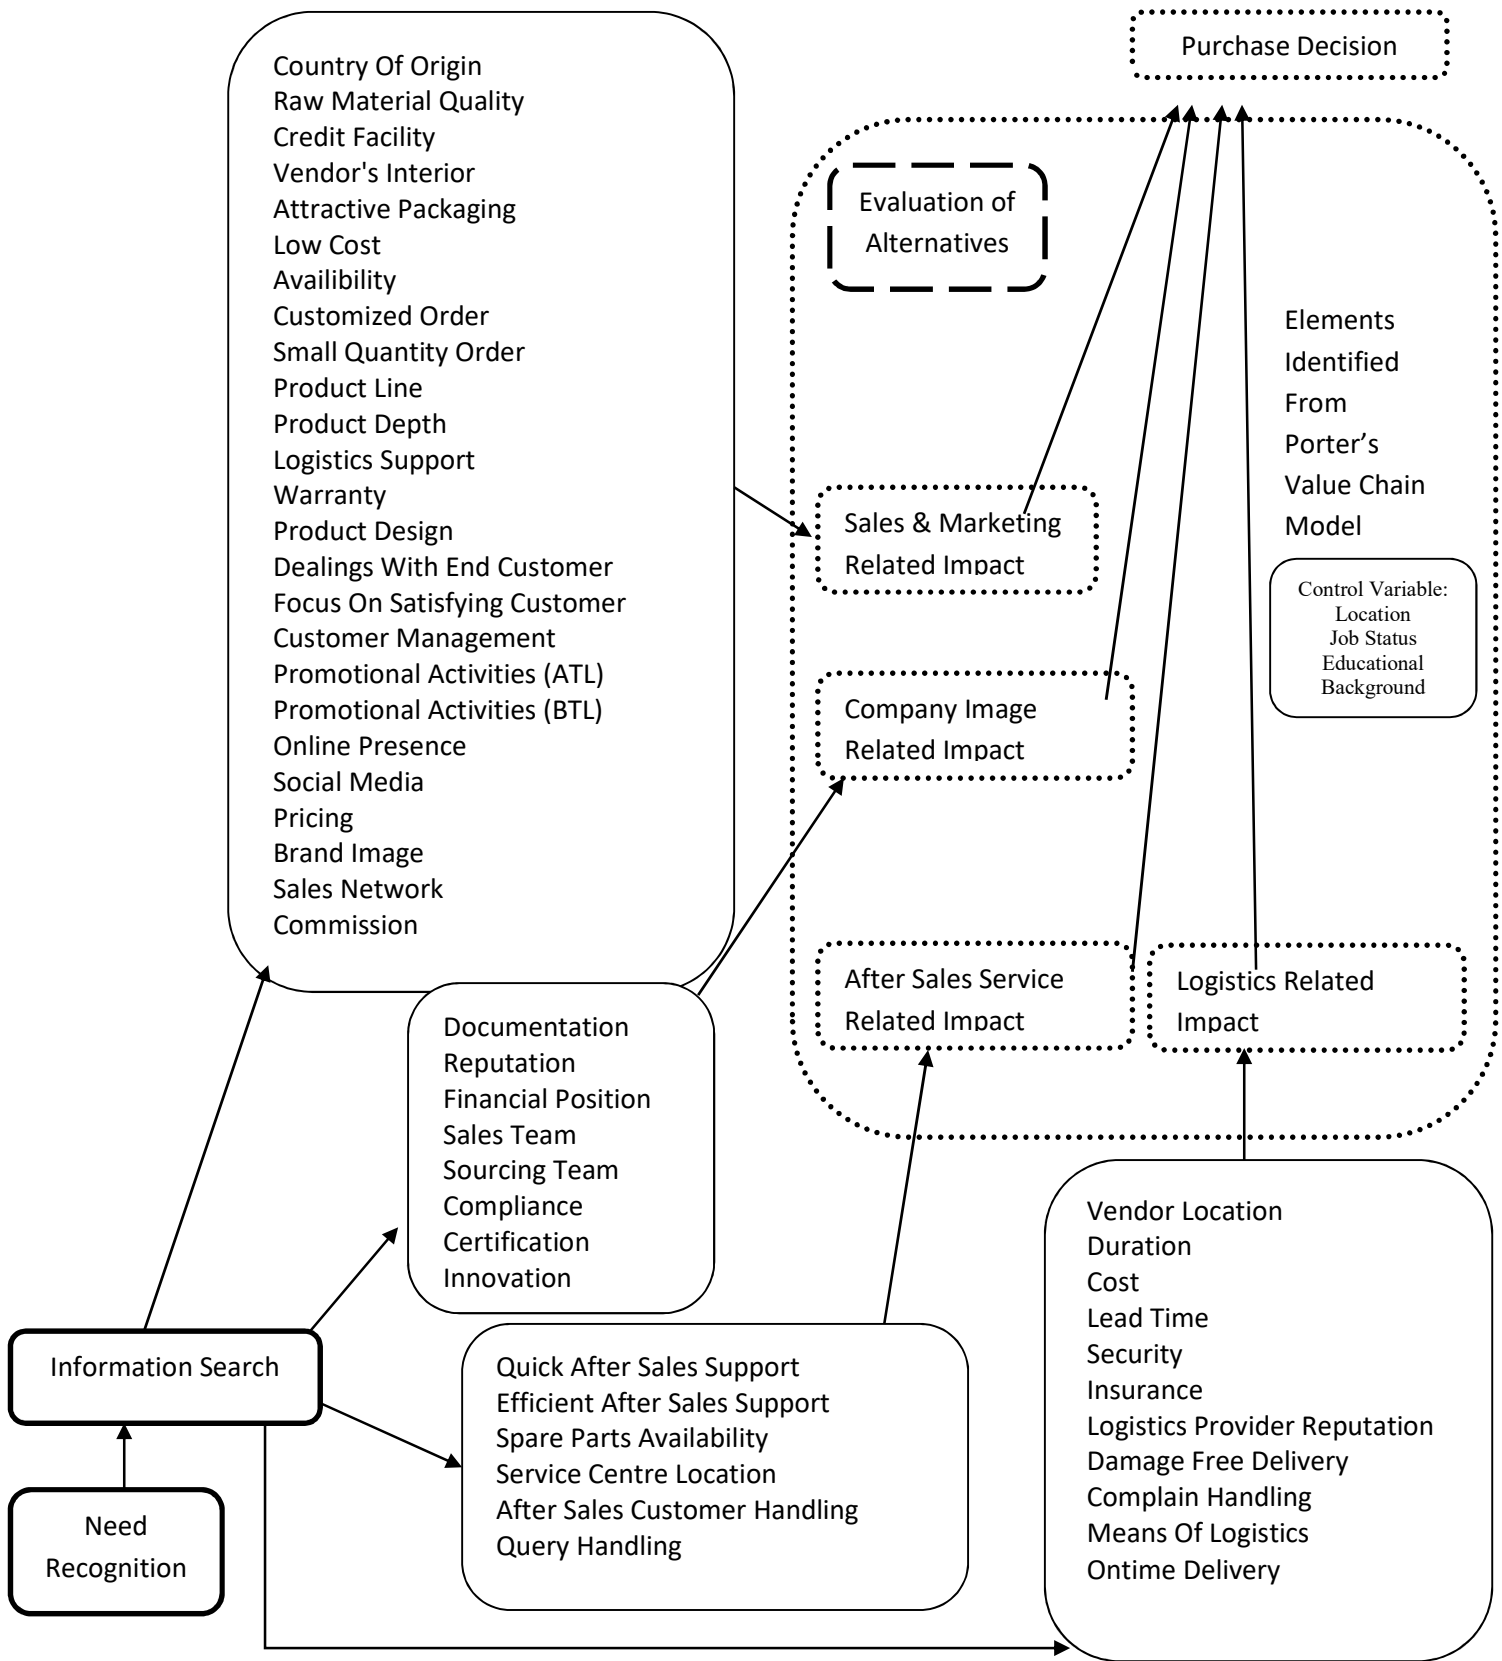 Purchase Decision
Country Of Origin
Raw Material Quality
Credit Facility
Vendor's Interior
Attractive Packaging
Low Cost
Availibility
Customized Order
Small Quantity Order
Product Line
Product Depth
Logistics Support
Warranty
Product Design
Dealings With End Customer
Focus On Satisfying Customer
Customer Management
Promotional Activities (ATL)
Promotional Activities (BTL)
Online Presence
Social Media
Pricing
Brand Image
Sales Network
Commission
Evaluation of
Alternatives
Elements
Identified
From
Porter’s
Value Chain
Model
Control Variable:
Location
Job Status
Educational
Background
Sales & Marketing
Related Impact
Company Image
Related Impact
After Sales Service
Related Impact
Logistics Related
Impact
Documentation
Reputation
Financial Position
Sales Team
Sourcing Team
Compliance
Certification
Innovation
Vendor Location
Duration
Cost
Lead Time
Security
Insurance
Logistics Provider Reputation
Damage Free Delivery
Complain Handling
Means Of Logistics
Ontime Delivery
Information Search
Quick After Sales Support
Efficient After Sales Support
Spare Parts Availability
Service Centre Location
After Sales Customer Handling
Query Handling
Need
Recognition